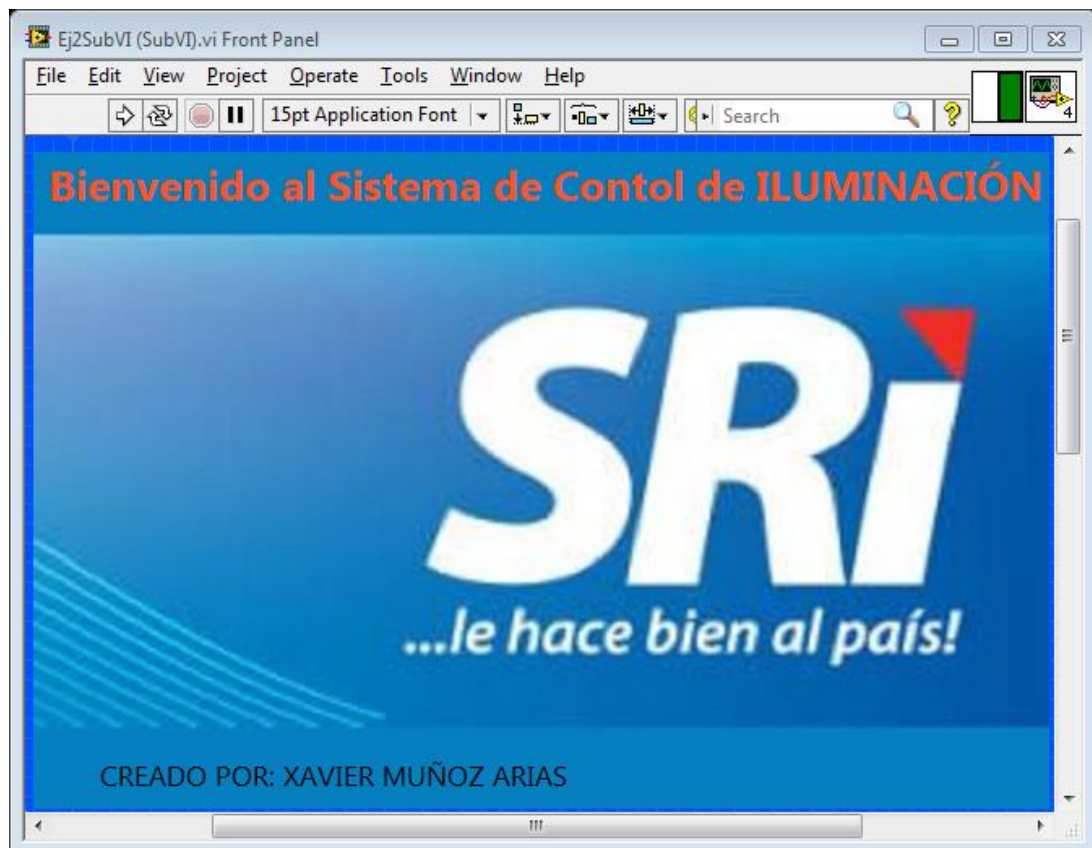 Ej2SubVI (SubVI).vi Front Panel
File Edit View Project Operate Tools Window Help
15pt Application Font Search ? 4
Bienvenido al Sistema de Contol de ILUMINACIÓN
SRi
...le hace bien al país!
CREADO POR: XAVIER MUÑOZ ARIAS